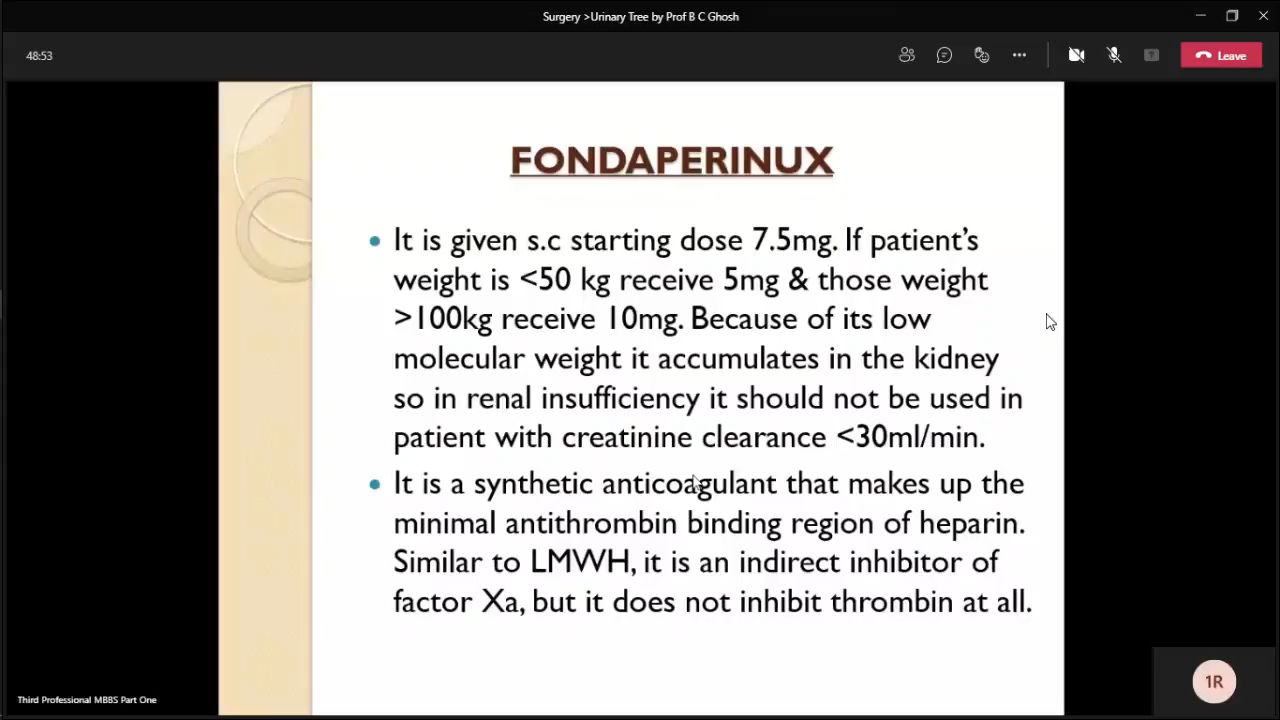 Surgery >Urinary Tree by Prof B C Ghosh
48:53
Leave
FONDAPERINUX
It is given s.c starting dose 7.5mg. If patient's
weight is <50 kg receive 5mg & those weight
>100kg receive 10mg. Because of its low
molecular weight it accumulates in the kidney
so in renal insufficiency it should not be used in
patient with creatinine clearance <30ml/min.
It is a synthetic anticoagulant that makes up the
minimal antithrombin binding region of heparin.
Similar to LMWH, it is an indirect inhibitor of
factor Xa, but it does not inhibit thrombin at all.
Third Professional MBBS Part One
1R